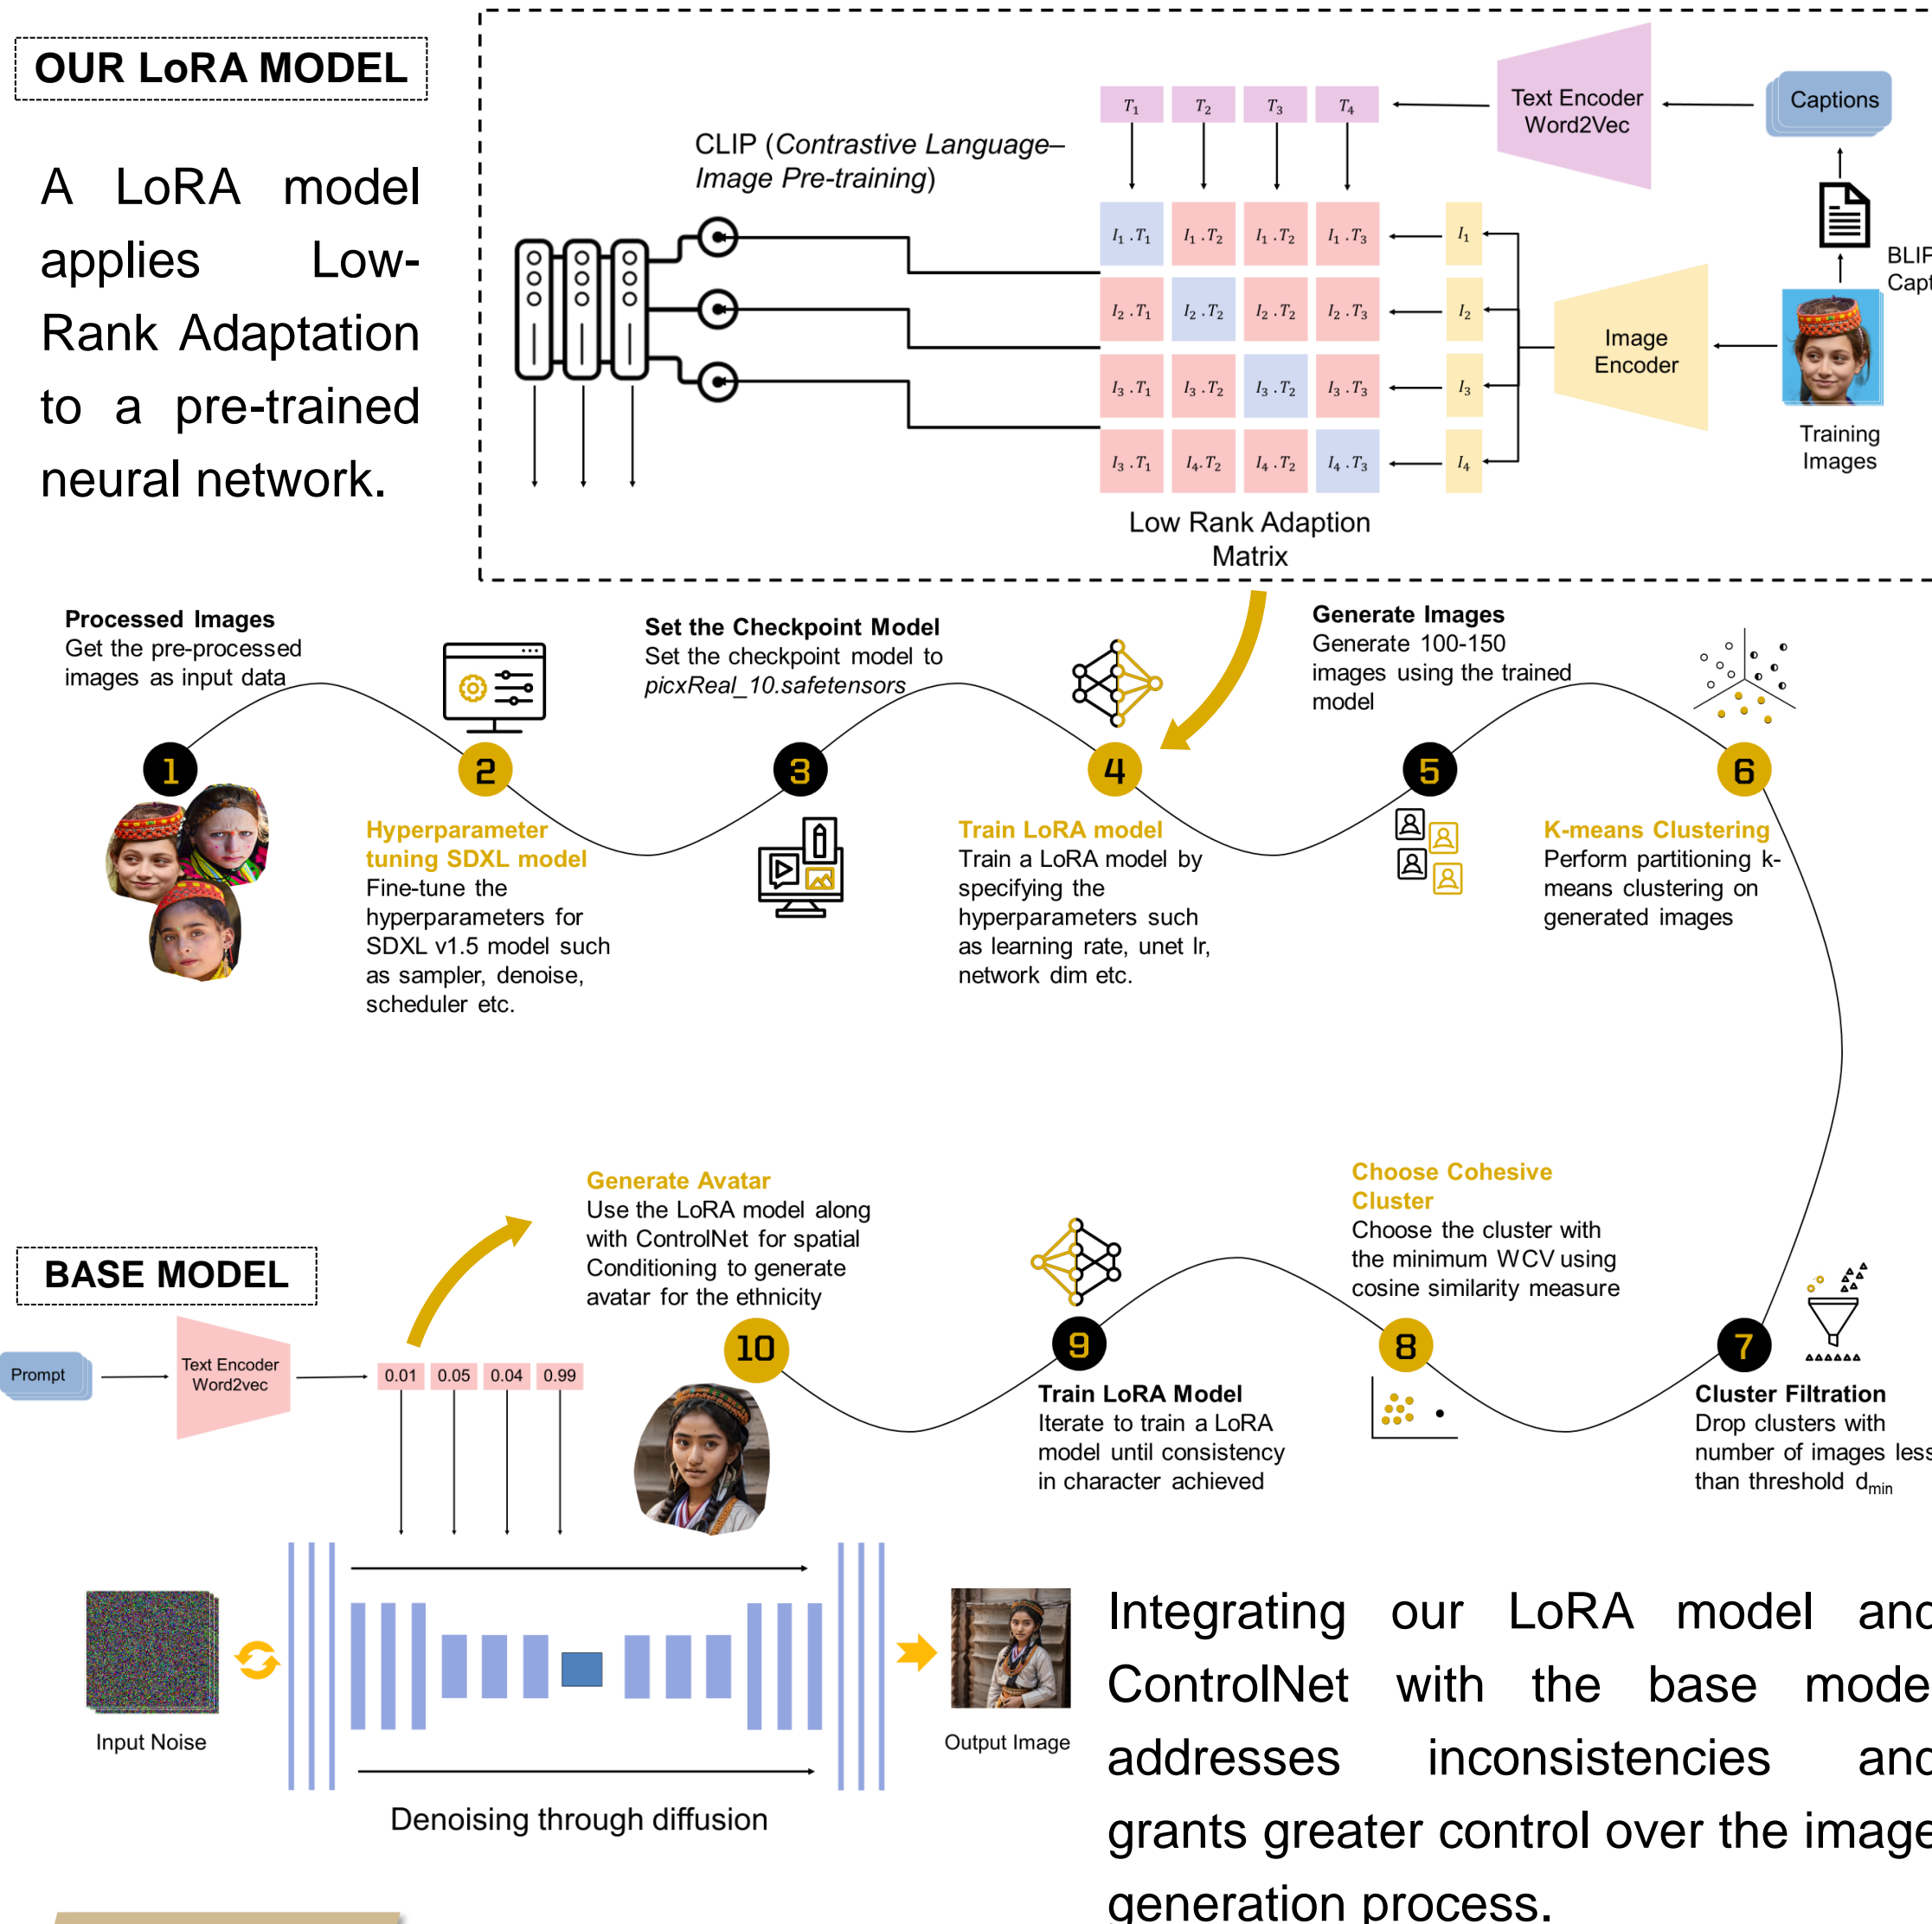 OUR LoRA MODEL
A LoRA model
applies Low-
Rank Adaptation
to a pre-trained
neural network.
CLIP (Contrastive Language–
Image Pre-training)
T1 T2 T3 T4
Text Encoder
Word2Vec
Captions
I1 . T1 I1 . T2 I1 . T2 I1 . T3 I1
I2 . T1 I2 . T2 I2 . T2 I2 . T3 I2
I3 . T1 I3 . T2 I3 . T2 I3 . T3 I3
I3 . T1 I4. T2 I4 . T2 I4 . T3 I4
Low Rank Adaption
Matrix
Image
Encoder
BLIP
Training
Images
Processed Images
Get the pre-processed
images as input data
1
2
Hyperparameter
tuning SDXL model
Fine-tune the
hyperparameters for
SDXL v1.5 model such
as sampler, denoise,
scheduler etc.
Set the Checkpoint Model
Set the checkpoint model to
picxReal_10.safetensors
3
4
Train LoRA model
Train a LoRA model by
specifying the
hyperparameters such
as learning rate, unet lr,
network dim etc.
Generate Images
Generate 100-150
images using the trained
model
5
6
K-means Clustering
Perform partitioning k-
means clustering on
generated images
7
Cluster Filtration
Drop clusters with
number of images less
than threshold dmin
Choose Cohesive
Cluster
Choose the cluster with
the minimum WCV using
cosine similarity measure
8
9
Train LoRA Model
Iterate to train a LoRA
model until consistency
in character achieved
Generate Avatar
Use the LoRA model along
with ControlNet for spatial
Conditioning to generate
avatar for the ethnicity
10
BASE MODEL
Prompt
Text Encoder
Word2vec
0.01 0.05 0.04 0.99
Input Noise
Denoising through diffusion
Output Image
Integrating our LoRA model and
ControlNet with the base model
addresses inconsistencies and
grants greater control over the image
generation process.